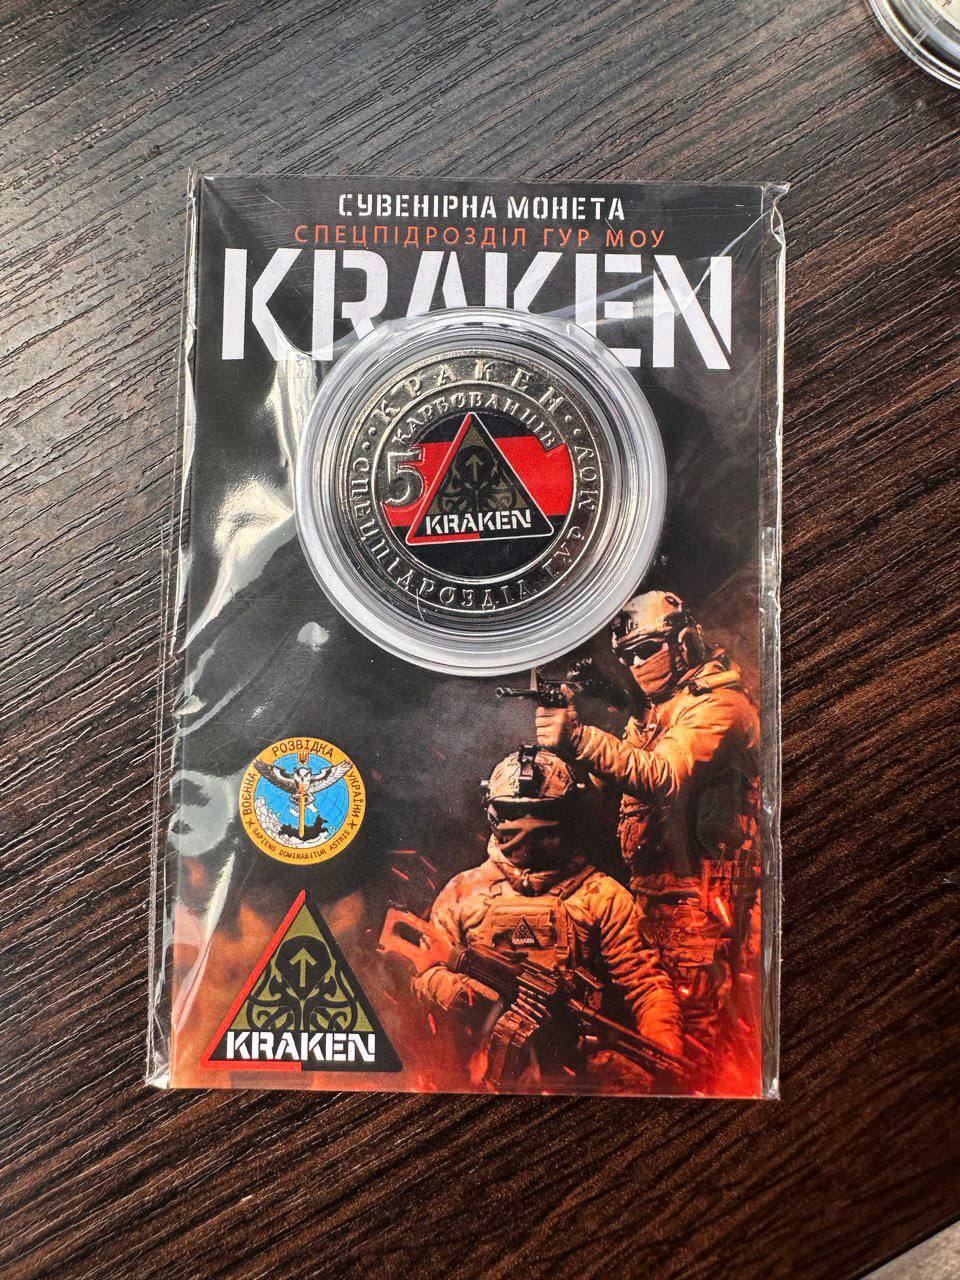 СУВЕНІРНА МОНЕТА
СПЕЦПІДРОЗДІЛ ГУР МОУ
KRAKEN
КРАКЕН
СПЕЦПІДРОЗДІЛ ГУР МОУ
5 КАРБОВАНЦІВ
KRAKEN
ВОЄННА РОЗВІДКА УКРАЇНИ
SAPIENS DOMINABITUR ASTRIS
KRAKEN
KRAKEN